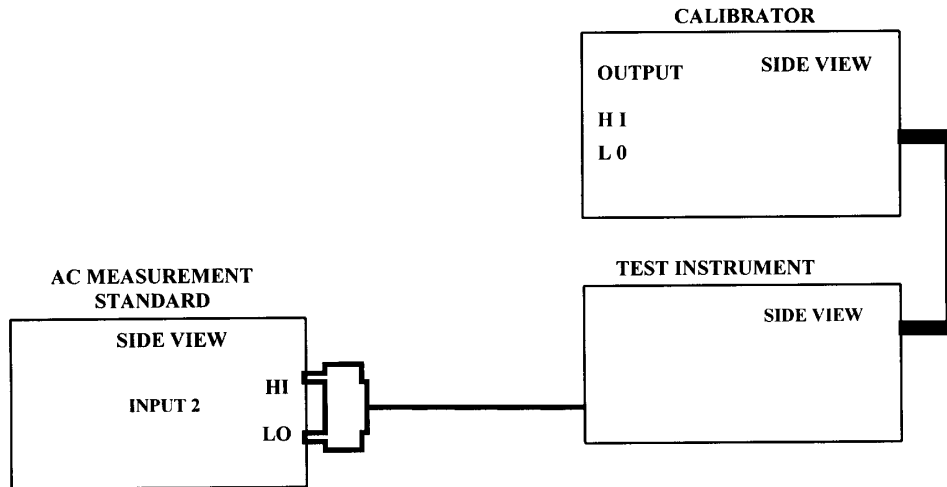 CALIBRATOR
OUTPUT
SIDE VIEW
H I
L 0
TEST INSTRUMENT
SIDE VIEW
AC MEASUREMENT
STANDARD
SIDE VIEW
HI
INPUT 2
LO